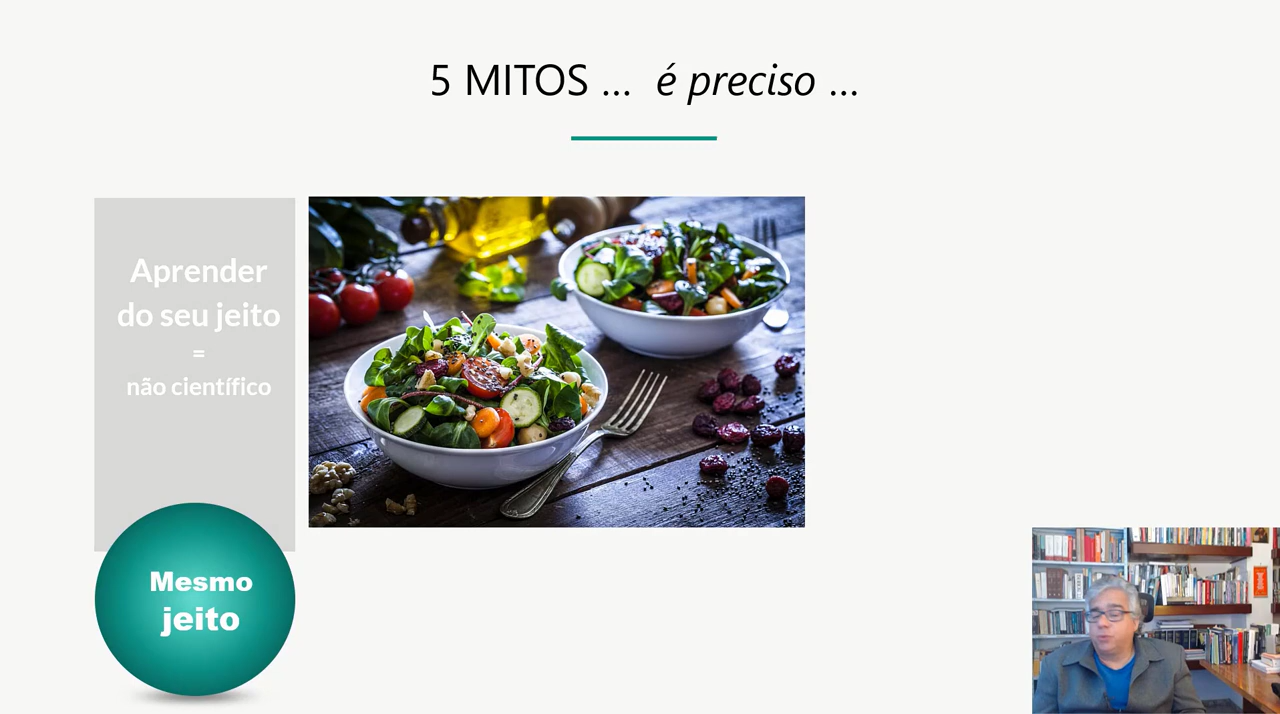 5 MITOS ... é preciso ...
Aprender
do seu jeito
=
não científico
Mesmo
jeito